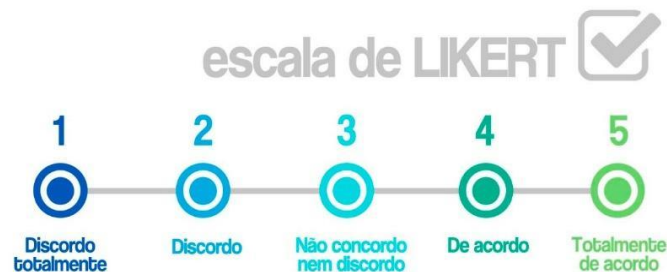 escala de LIKERT
1 2 3 4 5
Discordo totalmente
Discordo
Não concordo nem discordo
De acordo
Totalmente de acordo